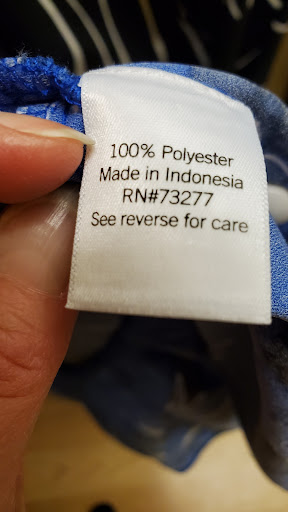 100% Polyester
Made in Indonesia
RN#73277
See reverse for care